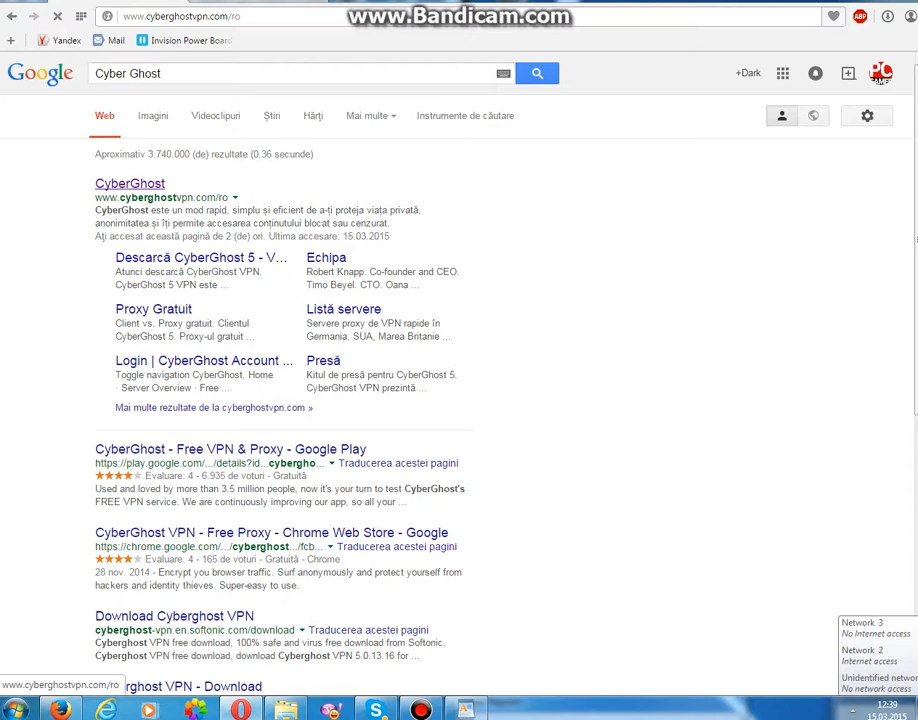 www.cyberghostvpn.com/ro
www.Bandicam.com
ABP
Yandex
Mail
Invision Power Boar
Google
Cyber Ghost
+Dark
PC
GAMER
Web
Imagini
Videoclipuri
Știri
Hărți
Mai multe
Instrumente de căutare
Aproximativ 3.740.000 (de) rezultate (0,36 secunde)
CyberGhost
www.cyberghostvpn.com/ro
CyberGhost este un mod rapid, simplu și eficient de a-ți proteja viața privată,
anonimitatea și îți permite accesarea conținutului blocat sau cenzurat.
Ați accesat această pagină de 2 (de) ori. Ultima accesare: 15.03.2015
Descarcă CyberGhost 5 - V...
Atunci descarcă CyberGhost VPN.
CyberGhost 5 VPN este ...
Echipa
Robert Knapp. Co-founder and CEO.
Timo Beyel. CTO. Oana ...
Proxy Gratuit
Client vs. Proxy gratuit. Clientul
CyberGhost 5. Proxy-ul gratuit ...
Listă servere
Servere proxy de VPN rapide în
Germania, SUA, Marea Britanie ...
Login | CyberGhost Account ...
Toggle navigation CyberGhost. Home
· Server Overview · Free ...
Presă
Kitul de presă pentru CyberGhost 5.
CyberGhost VPN prezintă ...
Mai multe rezultate de la cyberghostvpn.com »
CyberGhost - Free VPN & Proxy - Google Play
https://play.google.com/.../details?id...cybergho... Traducerea acestei pagini
Evaluare: 4 - 6.935 de voturi - Gratuită
Used and loved by more than 3.5 million people, now it's your turn to test CyberGhost's
FREE VPN service. We are continuously improving our app, so all your ...
CyberGhost VPN - Free Proxy - Chrome Web Store - Google
https://chrome.google.com/.../cyberghost.../fcb... Traducerea acestei pagini
Evaluare: 4 - 165 de voturi - Gratuită - Chrome
28 nov. 2014 - Encrypt you browser traffic. Surf anonymously and protect yourself from
hackers and indentity thieves. Super-easy to use.
Download Cyberghost VPN
cyberghost-vpn.en.softonic.com/download Traducerea acestei pagini
Cyberghost VPN free download, 100% safe and virus free download from Softonic.
Cyberghost VPN free download, download Cyberghost VPN 5.0.13.16 for ...
rghost VPN - Download
www.cyberghostvpn.com/ro
Network 3
No Internet access
Network 2
Internet access
Unidentified networ
No network access
12:39
15.03.2015